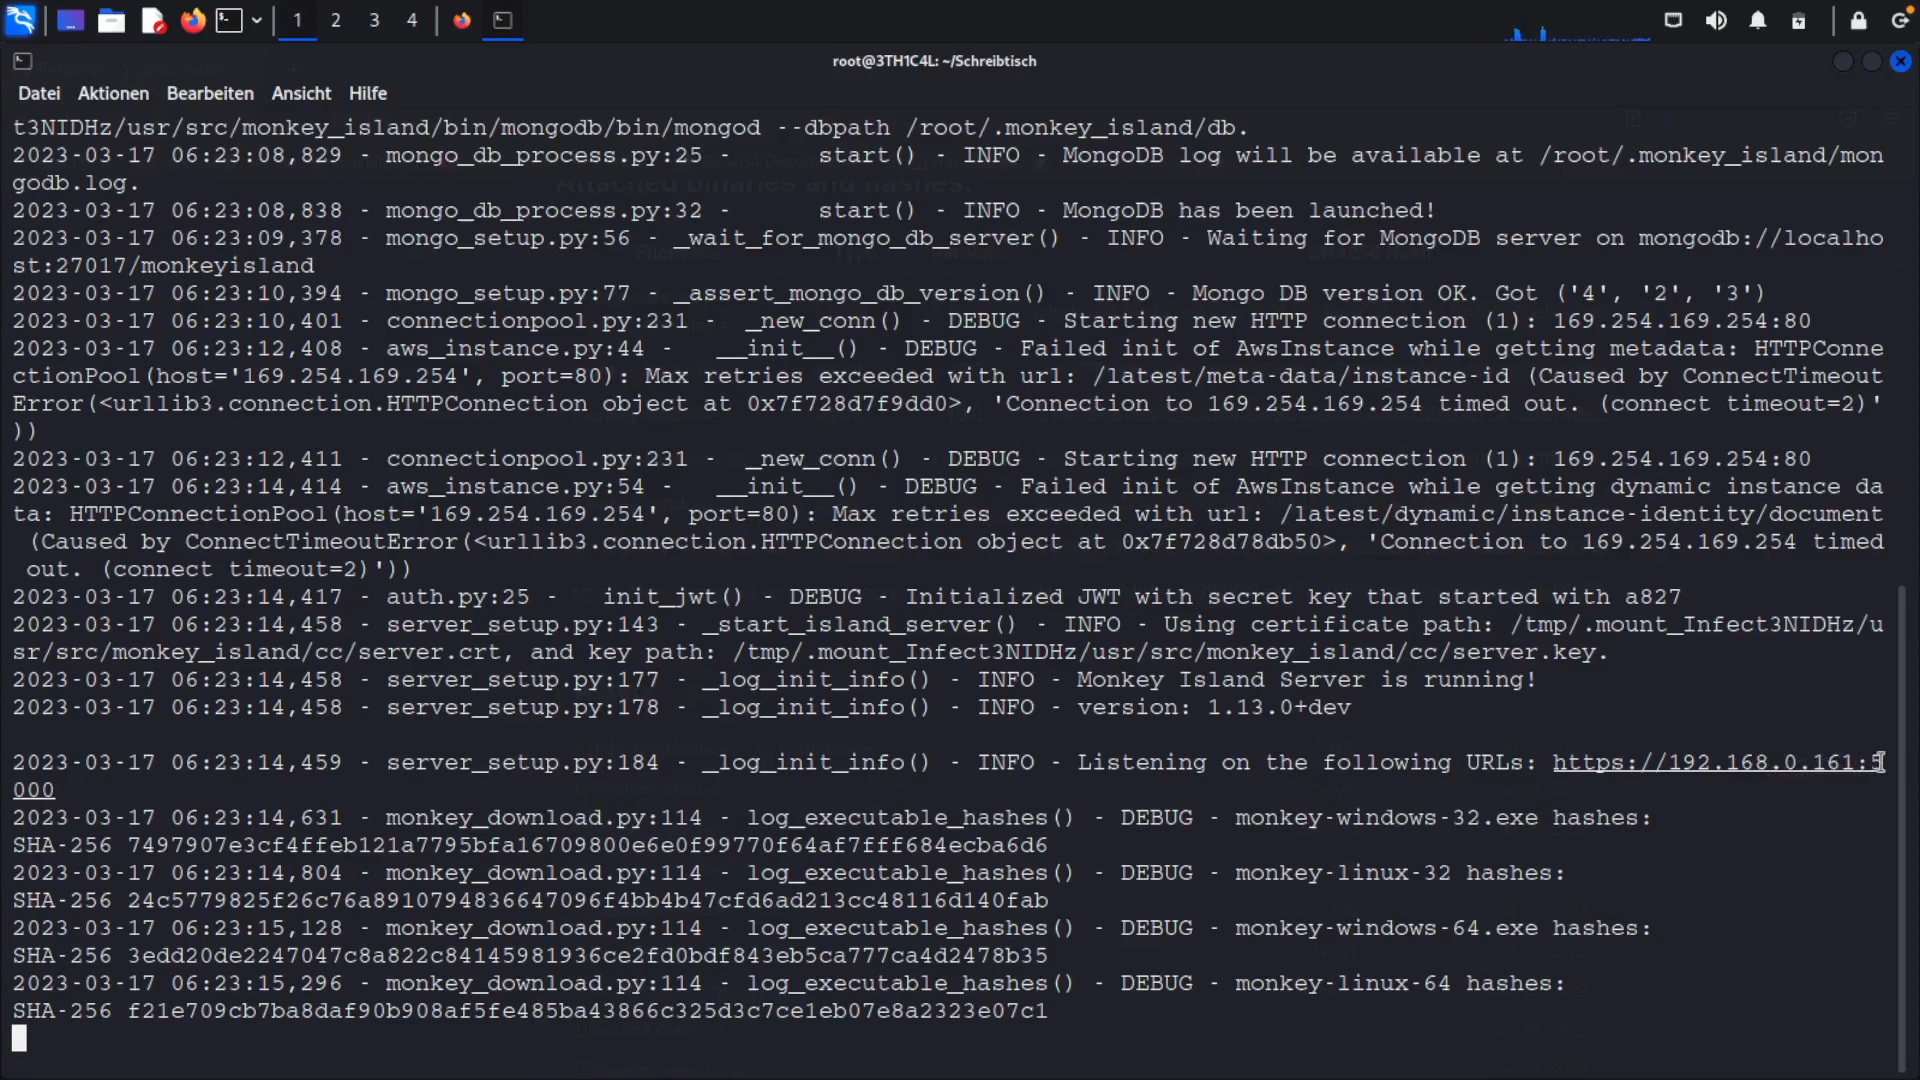 1 2 3 4
root@3TH1C4L: ~/Schreibtisch
Datei Aktionen Bearbeiten Ansicht Hilfe
t3NIDHz/usr/src/monkey_island/bin/mongodb/bin/mongod --dbpath /root/.monkey_island/db.
2023-03-17 06:23:08,829 - mongo_db_process.py:25 -      start() - INFO - MongoDB log will be available at /root/.monkey_island/mon
godb.log.
2023-03-17 06:23:08,838 - mongo_db_process.py:32 -      start() - INFO - MongoDB has been launched!
2023-03-17 06:23:09,378 - mongo_setup.py:56 - _wait_for_mongo_db_server() - INFO - Waiting for MongoDB server on mongodb://localho
st:27017/monkeyisland
2023-03-17 06:23:10,394 - mongo_setup.py:77 - _assert_mongo_db_version() - INFO - Mongo DB version OK. Got ('4', '2', '3')
2023-03-17 06:23:10,401 - connectionpool.py:231 -  _new_conn() - DEBUG - Starting new HTTP connection (1): 169.254.169.254:80
2023-03-17 06:23:12,408 - aws_instance.py:44 -   __init__() - DEBUG - Failed init of AwsInstance while getting metadata: HTTPConne
ctionPool(host='169.254.169.254', port=80): Max retries exceeded with url: /latest/meta-data/instance-id (Caused by ConnectTimeout
Error(<urllib3.connection.HTTPConnection object at 0x7f728d7f9dd0>, 'Connection to 169.254.169.254 timed out. (connect timeout=2)'
))
2023-03-17 06:23:12,411 - connectionpool.py:231 -  _new_conn() - DEBUG - Starting new HTTP connection (1): 169.254.169.254:80
2023-03-17 06:23:14,414 - aws_instance.py:54 -   __init__() - DEBUG - Failed init of AwsInstance while getting dynamic instance da
ta: HTTPConnectionPool(host='169.254.169.254', port=80): Max retries exceeded with url: /latest/dynamic/instance-identity/document
(Caused by ConnectTimeoutError(<urllib3.connection.HTTPConnection object at 0x7f728d78db50>, 'Connection to 169.254.169.254 timed
out. (connect timeout=2)'))
2023-03-17 06:23:14,417 - auth.py:25 -   init_jwt() - DEBUG - Initialized JWT with secret key that started with a827
2023-03-17 06:23:14,458 - server_setup.py:143 - _start_island_server() - INFO - Using certificate path: /tmp/.mount_Infect3NIDHz/u
sr/src/monkey_island/cc/server.crt, and key path: /tmp/.mount_Infect3NIDHz/usr/src/monkey_island/cc/server.key.
2023-03-17 06:23:14,458 - server_setup.py:177 - _log_init_info() - INFO - Monkey Island Server is running!
2023-03-17 06:23:14,458 - server_setup.py:178 - _log_init_info() - INFO - version: 1.13.0+dev
2023-03-17 06:23:14,459 - server_setup.py:184 - _log_init_info() - INFO - Listening on the following URLs: https://192.168.0.161:5
000
2023-03-17 06:23:14,631 - monkey_download.py:114 - log_executable_hashes() - DEBUG - monkey-windows-32.exe hashes:
SHA-256 7497907e3cf4ffeb121a7795bfa16709800e6e0f99770f64af7fff684ecba6d6
2023-03-17 06:23:14,804 - monkey_download.py:114 - log_executable_hashes() - DEBUG - monkey-linux-32 hashes:
SHA-256 24c5779825f26c76a8910794836647096f4bb4b47cfd6ad213cc48116d140fab
2023-03-17 06:23:15,128 - monkey_download.py:114 - log_executable_hashes() - DEBUG - monkey-windows-64.exe hashes:
SHA-256 3edd20de2247047c8a822c84145981936ce2fd0bdf843eb5ca777ca4d2478b35
2023-03-17 06:23:15,296 - monkey_download.py:114 - log_executable_hashes() - DEBUG - monkey-linux-64 hashes:
SHA-256 f21e709cb7ba8daf90b908af5fe485ba43866c325d3c7ce1eb07e8a2323e07c1